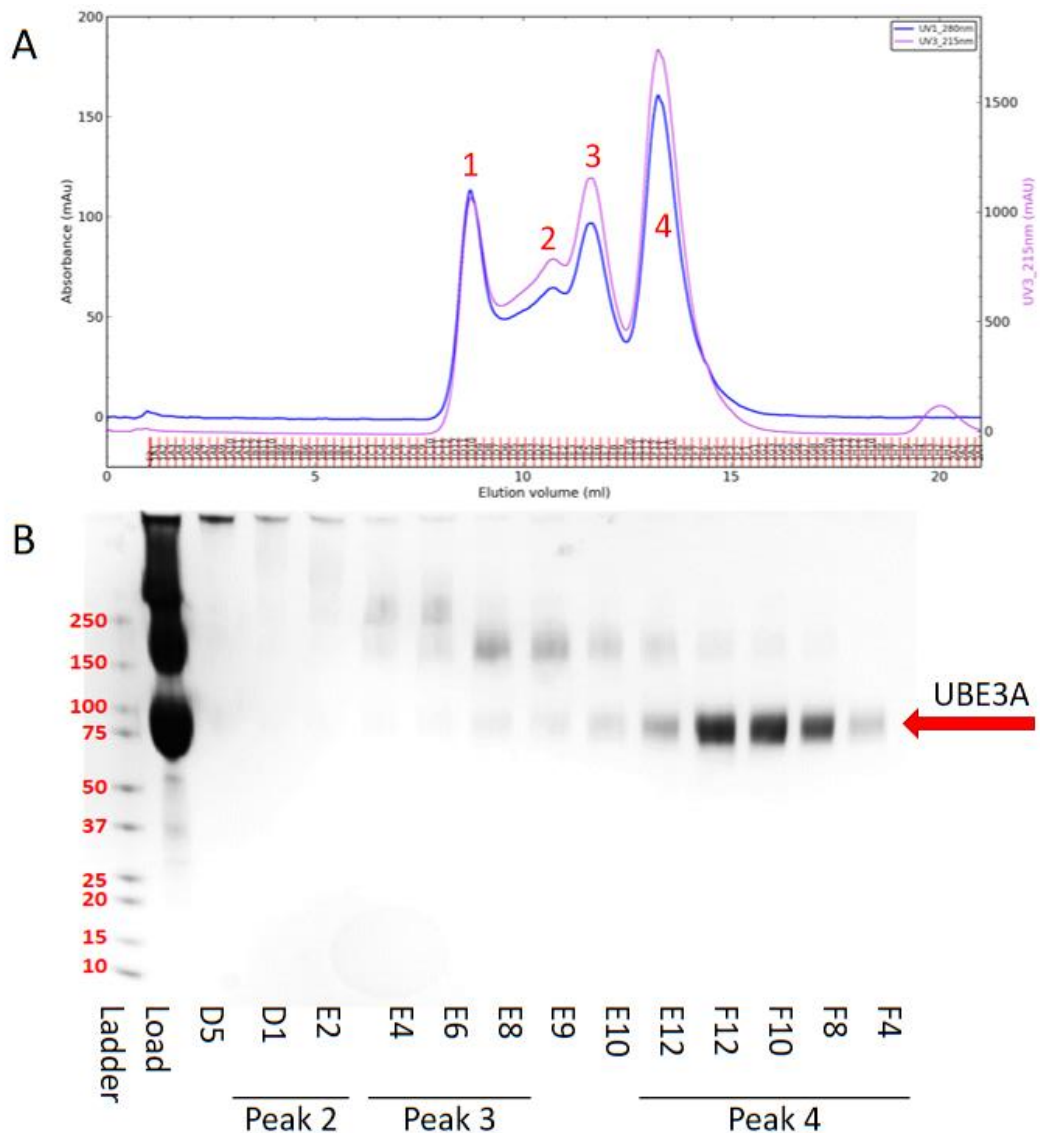 A
200
150
100
50
0
Absorbance (mAu)
UV1_280nm
UV3_215nm
1500
1000
500
0
UV3_215nm (mAU)
1
2
3
4
0 5 10 15 20
Elution volume (ml)
B
250
150
100
75
50
37
25
20
15
10
UBE3A
Ladder Load D5 D1 E2 E4 E6 E8 E9 E10 E12 F12 F10 F8 F4
Peak 2 Peak 3 Peak 4